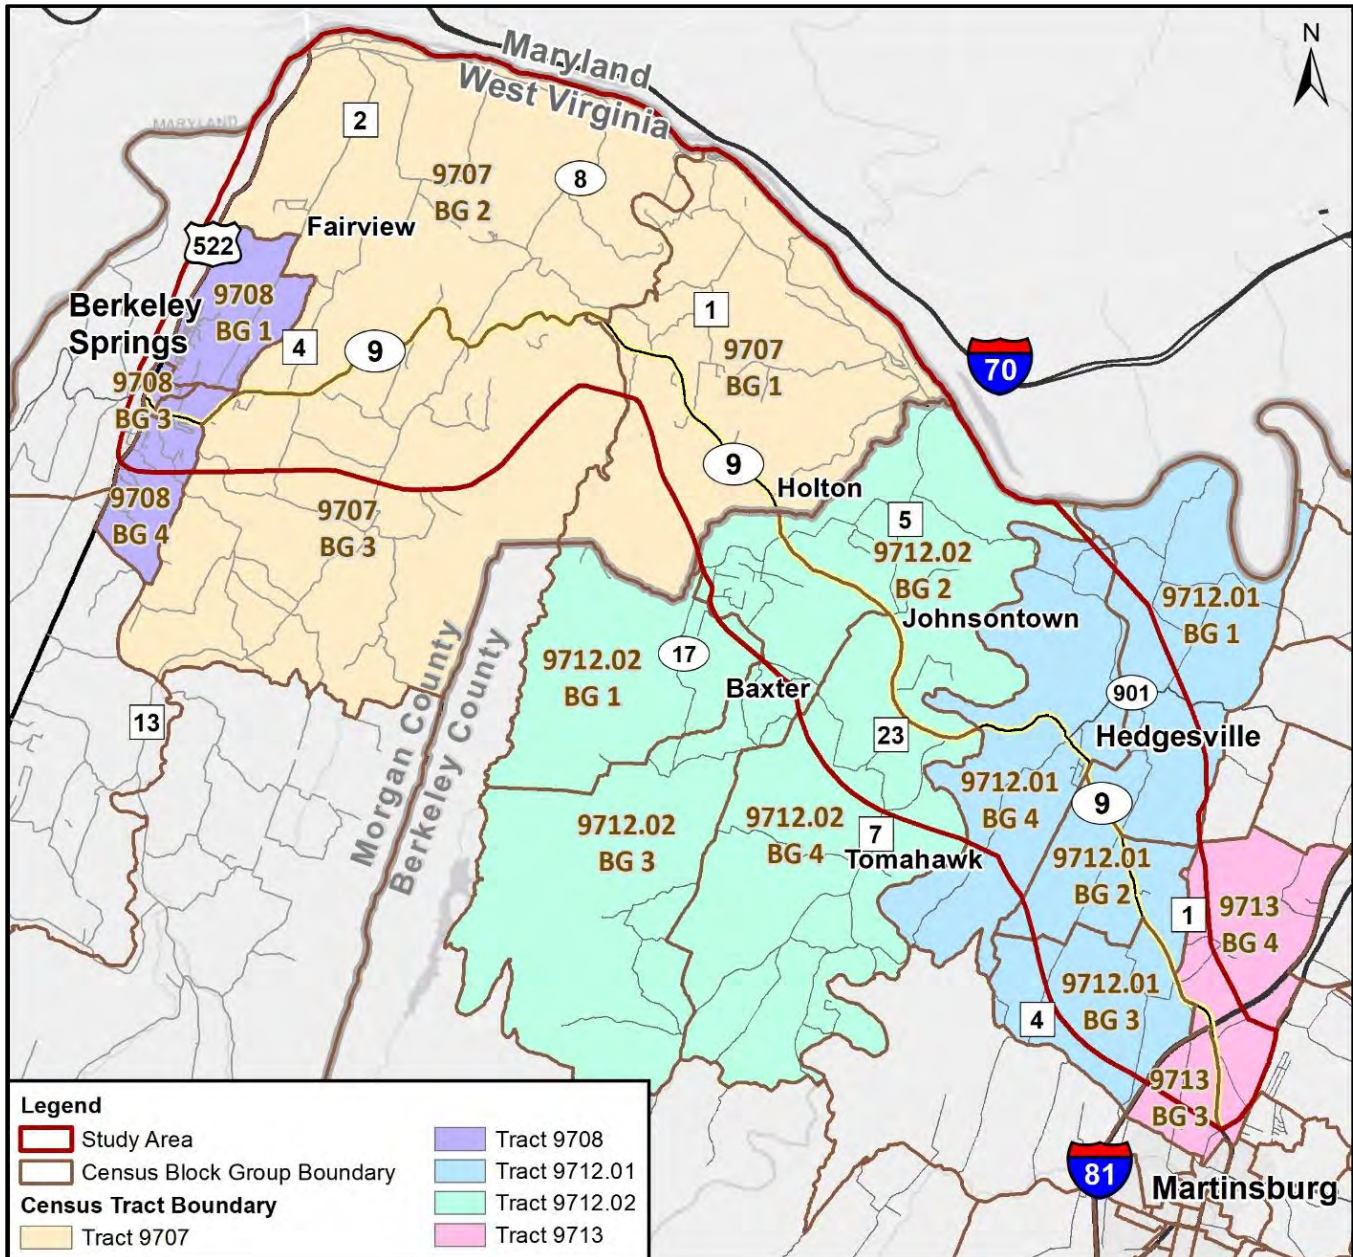 N
Maryland
West Virginia
MARYLAND
2
9707
BG 2
8
Fairview
522
9708
BG 1
Berkeley
Springs
4
9
1
9707
BG 1
70
9708
BG 3
9
Holton
9708
BG 4
9707
BG 3
5
9712.02
BG 2
Johnsontown
9712.01
BG 1
17
9712.02
BG 1
Baxter
901
13
Morgan County
Berkeley County
23
Hedgesville
9712.01
BG 4
9
9712.02
BG 3
9712.02
BG 4
7
Tomahawk
9712.01
BG 2
1
9713
BG 4
9712.01
BG 3
4
9713
BG 3
81
Martinsburg
Legend
Study Area
Census Block Group Boundary
Census Tract Boundary
Tract 9707
Tract 9708
Tract 9712.01
Tract 9712.02
Tract 9713